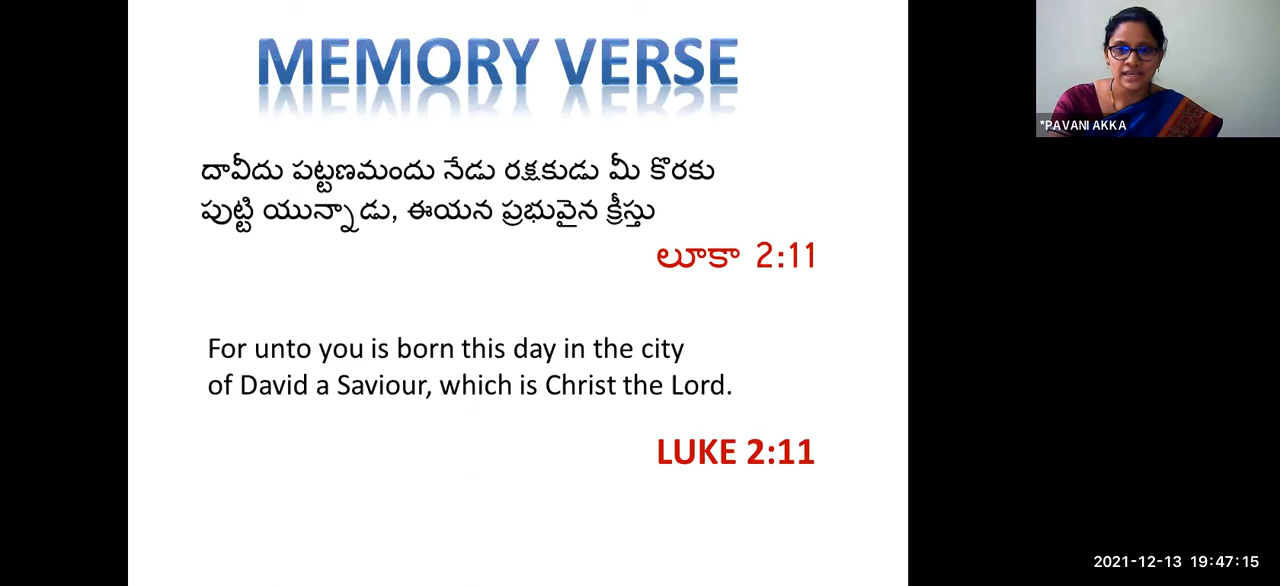 MEMORY VERSE
దావీదు పట్టణమందు నేడు రక్షకుడు మీ కొరకు
పుట్టి యున్నాడు, ఈయన ప్రభువైన క్రీస్తు
లూకా 2:11
For unto you is born this day in the city
of David a Saviour, which is Christ the Lord.
LUKE 2:11
*PAVANI AKKA
2021-12-13 19:47:15